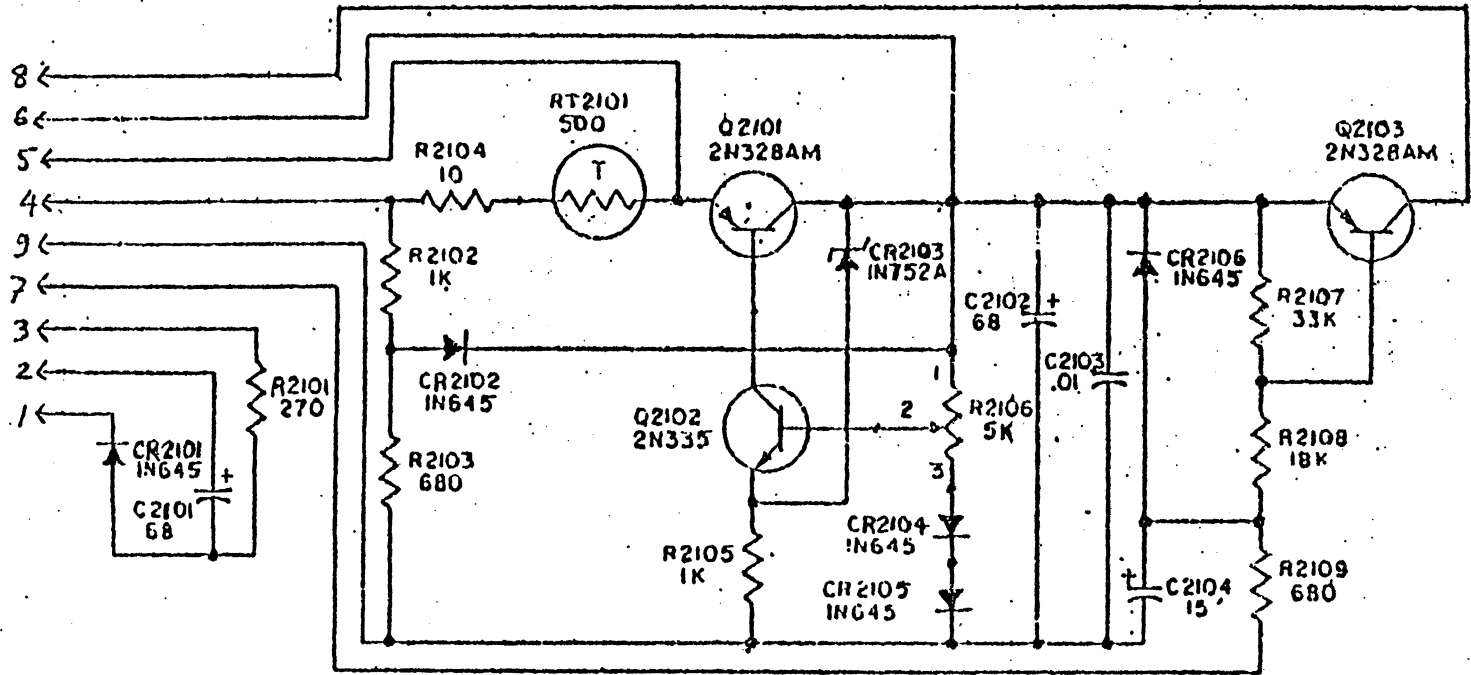 8
6
5
4
9
7
3
2
1
RT2101
500
T
R2104
10
Q2101
2N328AM
Q2103
2N328AM
R2102
1K
CR2103
1N752A
CR2106
1N645
C2102
68
+
R2107
33K
C2103
.01
CR2102
1N645
R2101
270
1
2
3
R2106
5K
Q2102
2N335
R2108
18K
CR2101
1N645
C2101
68
+
R2103
680
CR2104
1N645
R2105
1K
CR2105
1N645
+
C2104
15
R2109
680